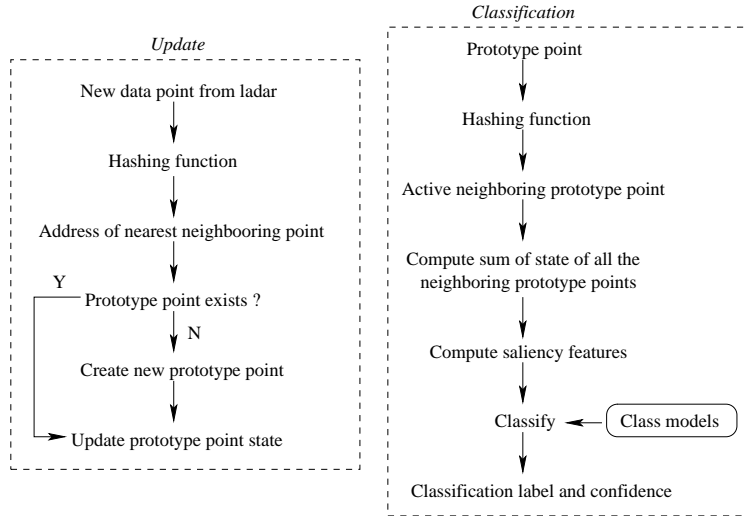 Update
New data point from ladar
Hashing function
Address of nearest neighbooring point
Y
Prototype point exists ?
N
Create new prototype point
Update prototype point state
Classification
Prototype point
Hashing function
Active neighboring prototype point
Compute sum of state of all the
neighboring prototype points
Compute saliency features
Classify
Class models
Classification label and confidence